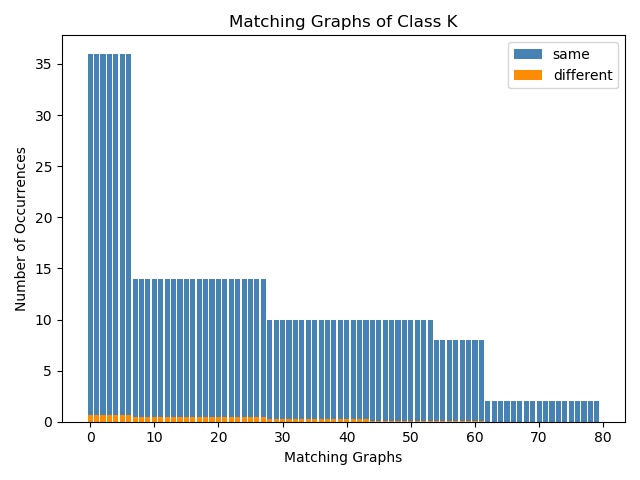 Matching Graphs of Class K
same
different
Number of Occurrences
35
30
25
20
15
10
5
0
0 10 20 30 40 50 60 70 80
Matching Graphs